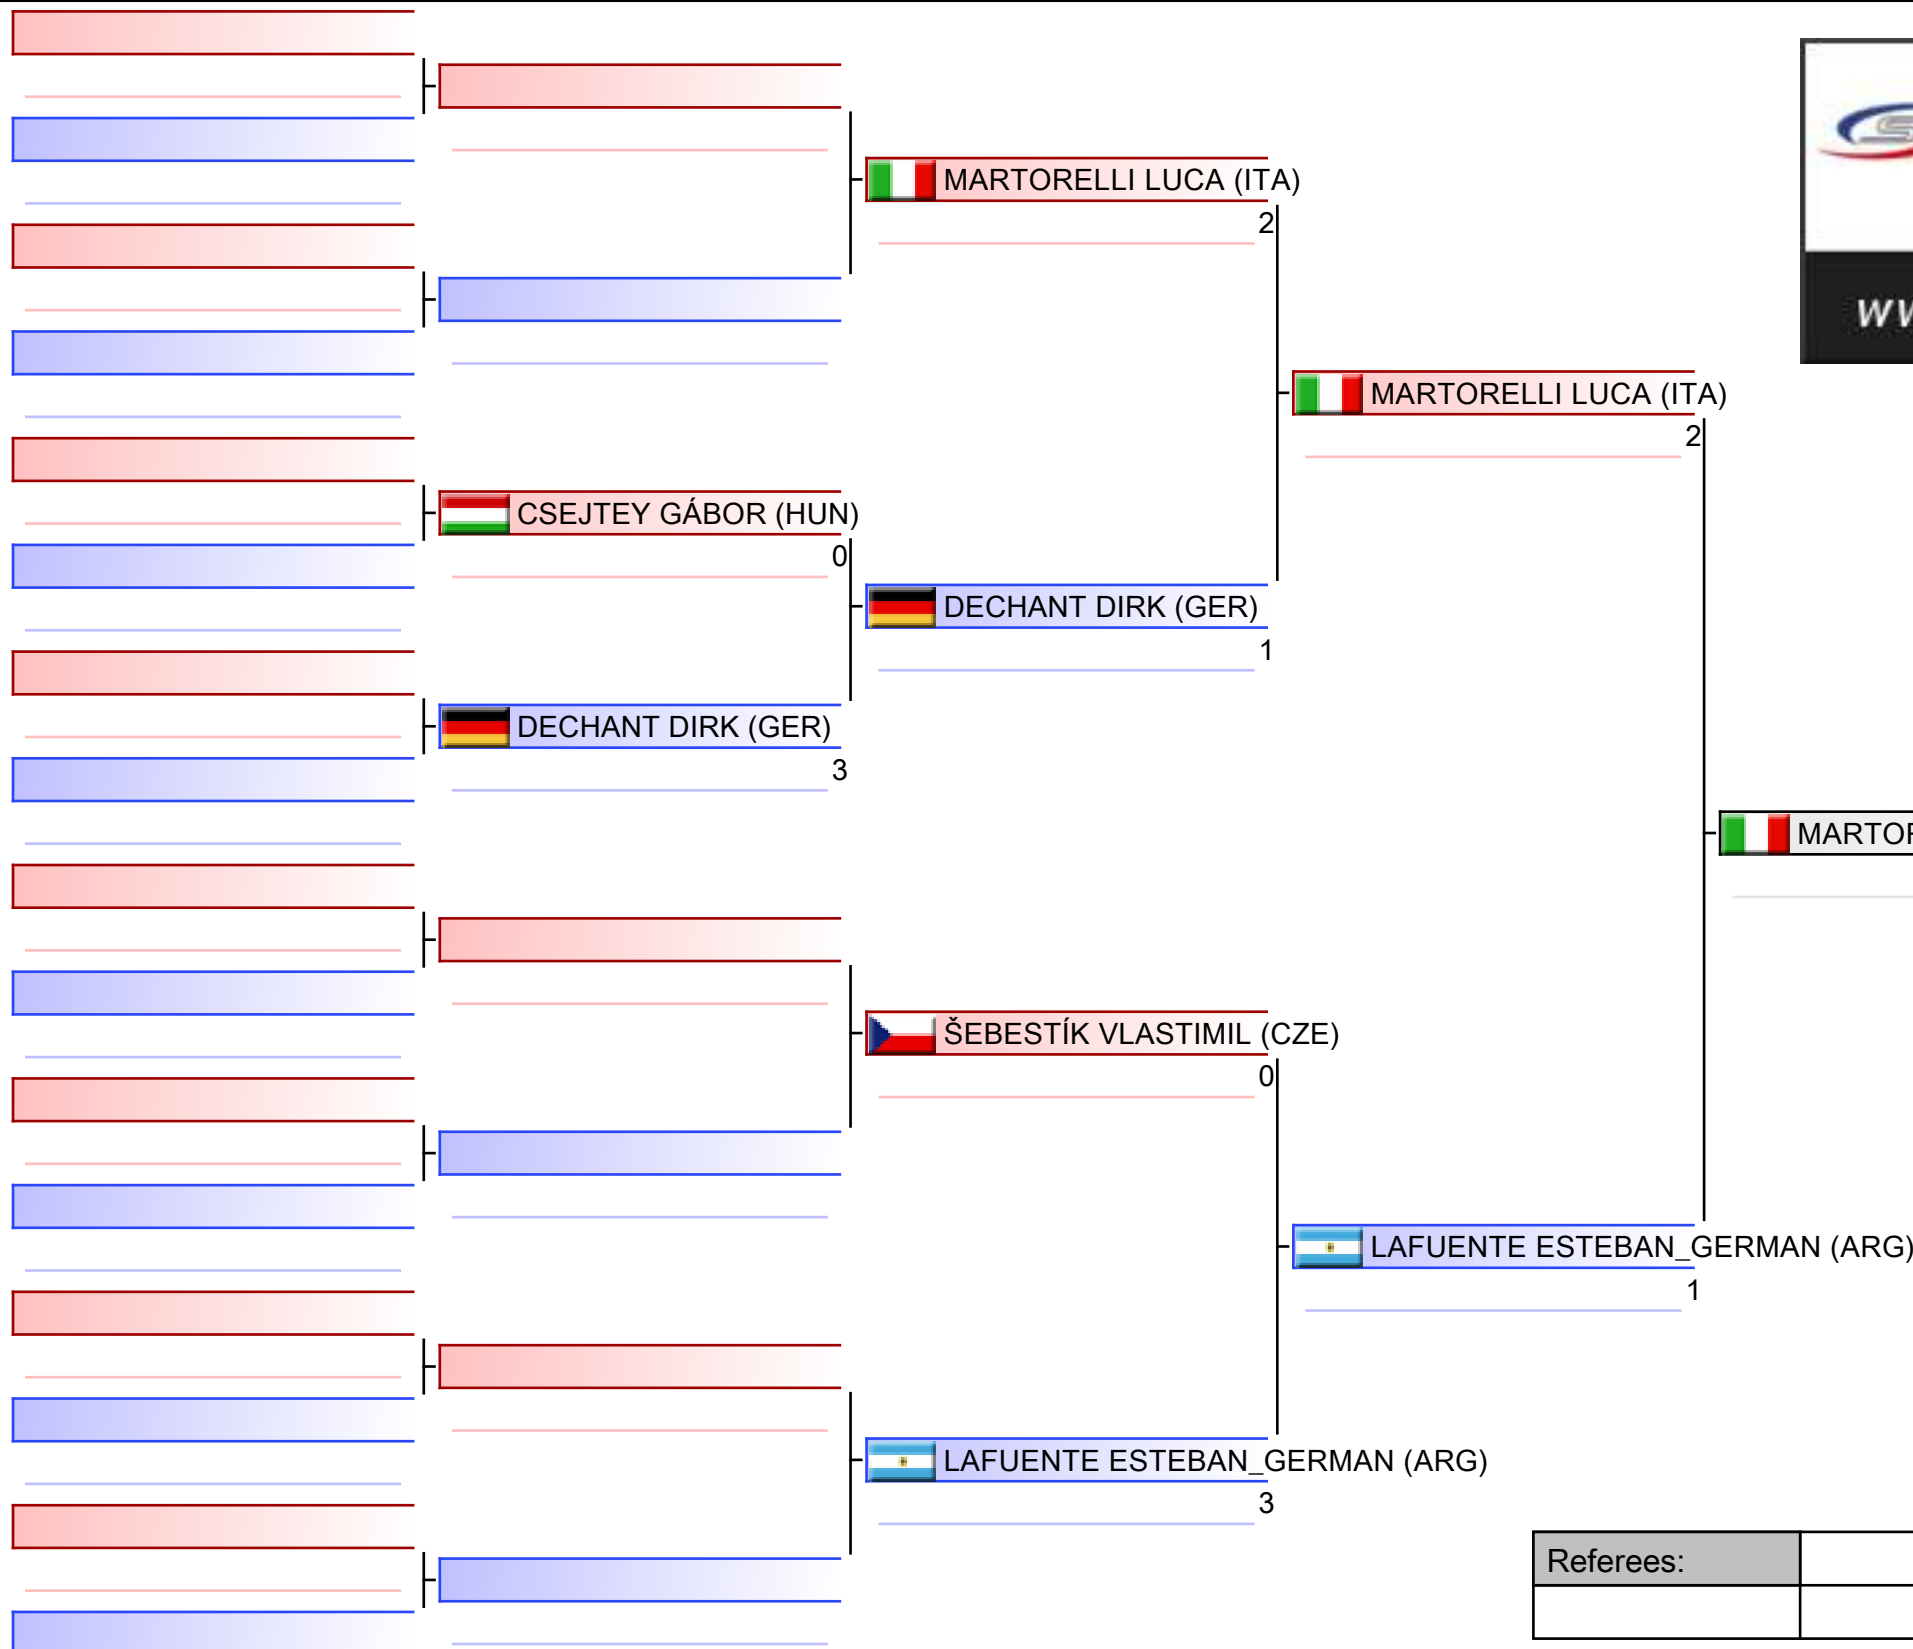 MARTORELLI LUCA (ITA)
2
MARTORELLI LUCA (ITA)
2
CSEJTEY GÁBOR (HUN)
0
DECHANT DIRK (GER)
1
DECHANT DIRK (GER)
3
ŠEBESTÍK VLASTIMIL (CZE)
0
LAFUENTE ESTEBAN_GERMAN (ARG)
1
LAFUENTE ESTEBAN_GERMAN (ARG)
3
Referees: